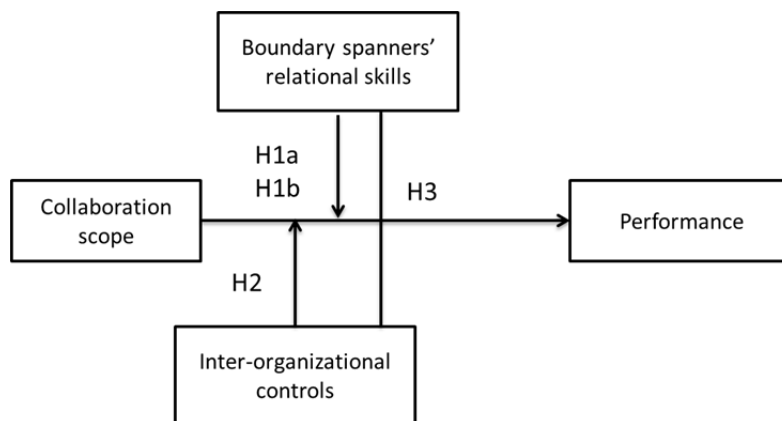 Boundary spanners’
relational skills
H1a
H1b
H3
Collaboration
scope
Performance
H2
Inter-organizational
controls